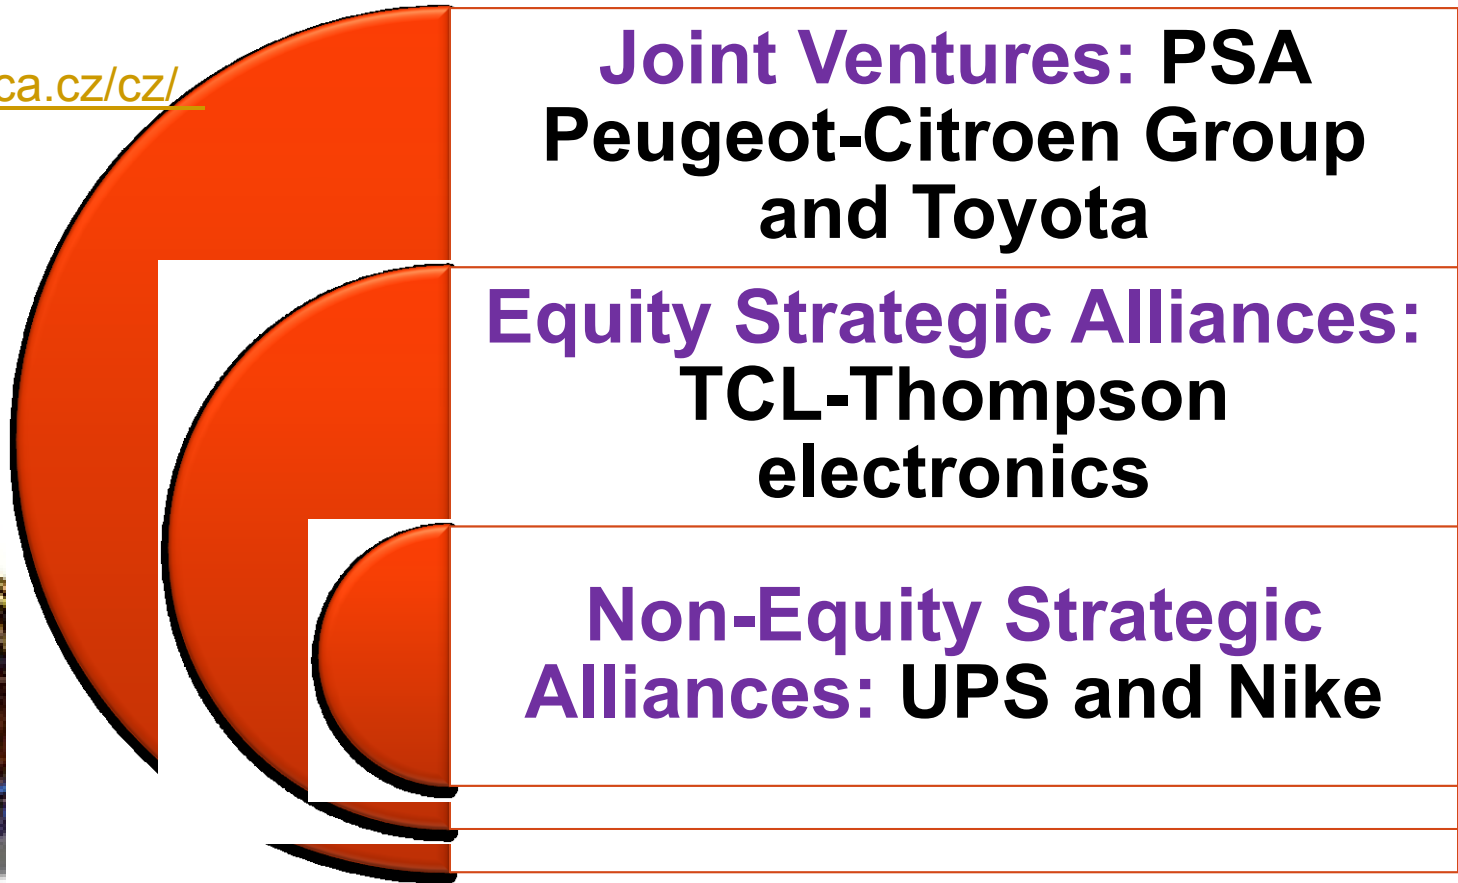 ca.cz/cz/
Joint Ventures: PSA
Peugeot-Citroen Group
and Toyota
Equity Strategic Alliances:
TCL-Thompson
electronics
Non-Equity Strategic
Alliances: UPS and Nike